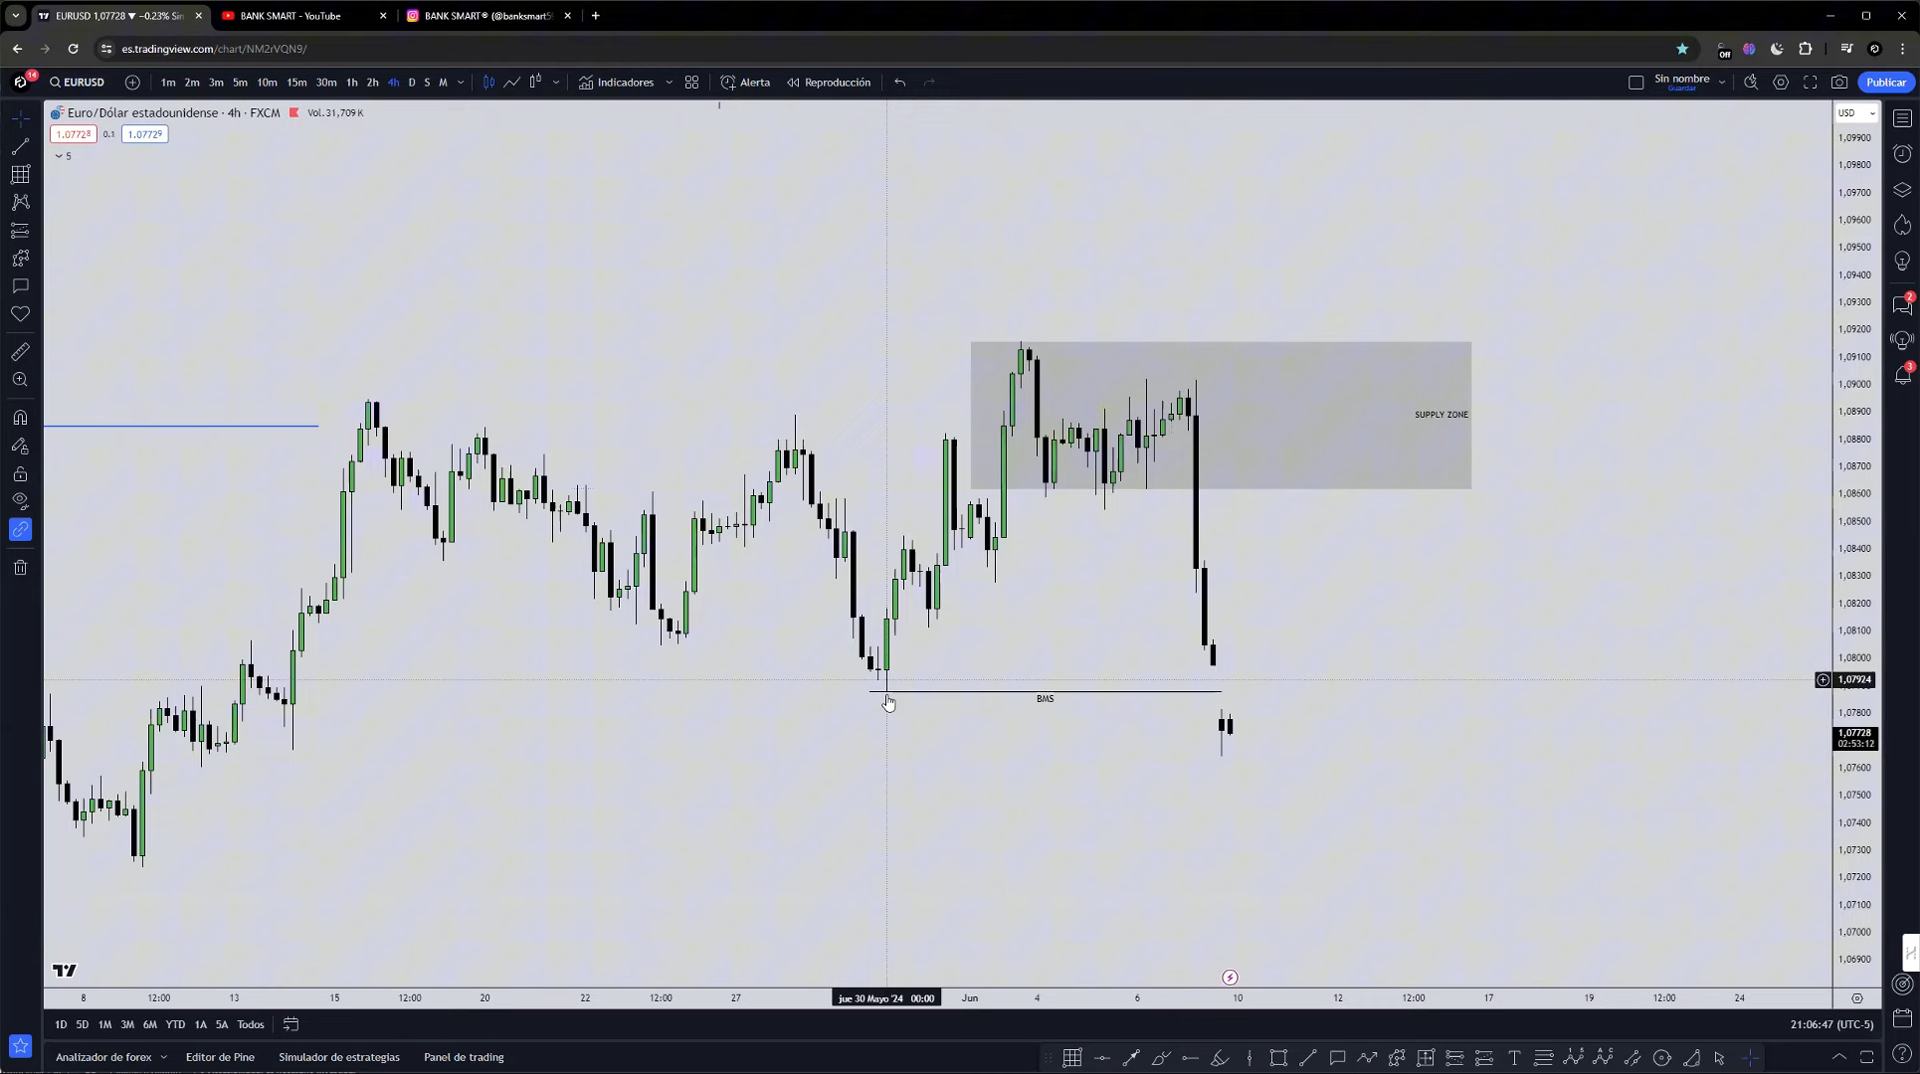 EURUSD 1,07728 ▼ −0.23% Sin
BANK SMART - YouTube
BANK SMART® (@banksmart5
es.tradingview.com/chart/NM2rVQN9/
Off
14
EURUSD
1m 2m 3m 5m 10m 15m 30m 1h 2h 4h D S M
Indicadores
Alerta
Reproducción
Sin nombre
Guardar
Publicar
Euro/Dólar estadounidense · 4h · FXCM
Vol. 31,709 K
1.07728 0.1 1.07729
5
USD
1,09900
1,09800
1,09700
1,09600
1,09500
1,09400
1,09300
1,09200
1,09100
1,09000
1,08900
1,08800
1,08700
1,08600
1,08500
1,08400
1,08300
1,08200
1,08100
1,08000
1,07924
1,07800
1,07728
02:53:12
1,07600
1,07500
1,07400
1,07300
1,07200
1,07100
1,07000
1,06900
2
3
SUPPLY ZONE
BMS
8 12:00 13 15 12:00 20 22 12:00 27 jue 30 Mayo '24 00:00 Jun 4 6 10 12 12:00 17 19 12:00 24
1D 5D 1M 3M 6M YTD 1A 5A Todos
21:06:47 (UTC-5)
Analizador de forex
Editor de Pine
Simulador de estrategias
Panel de trading